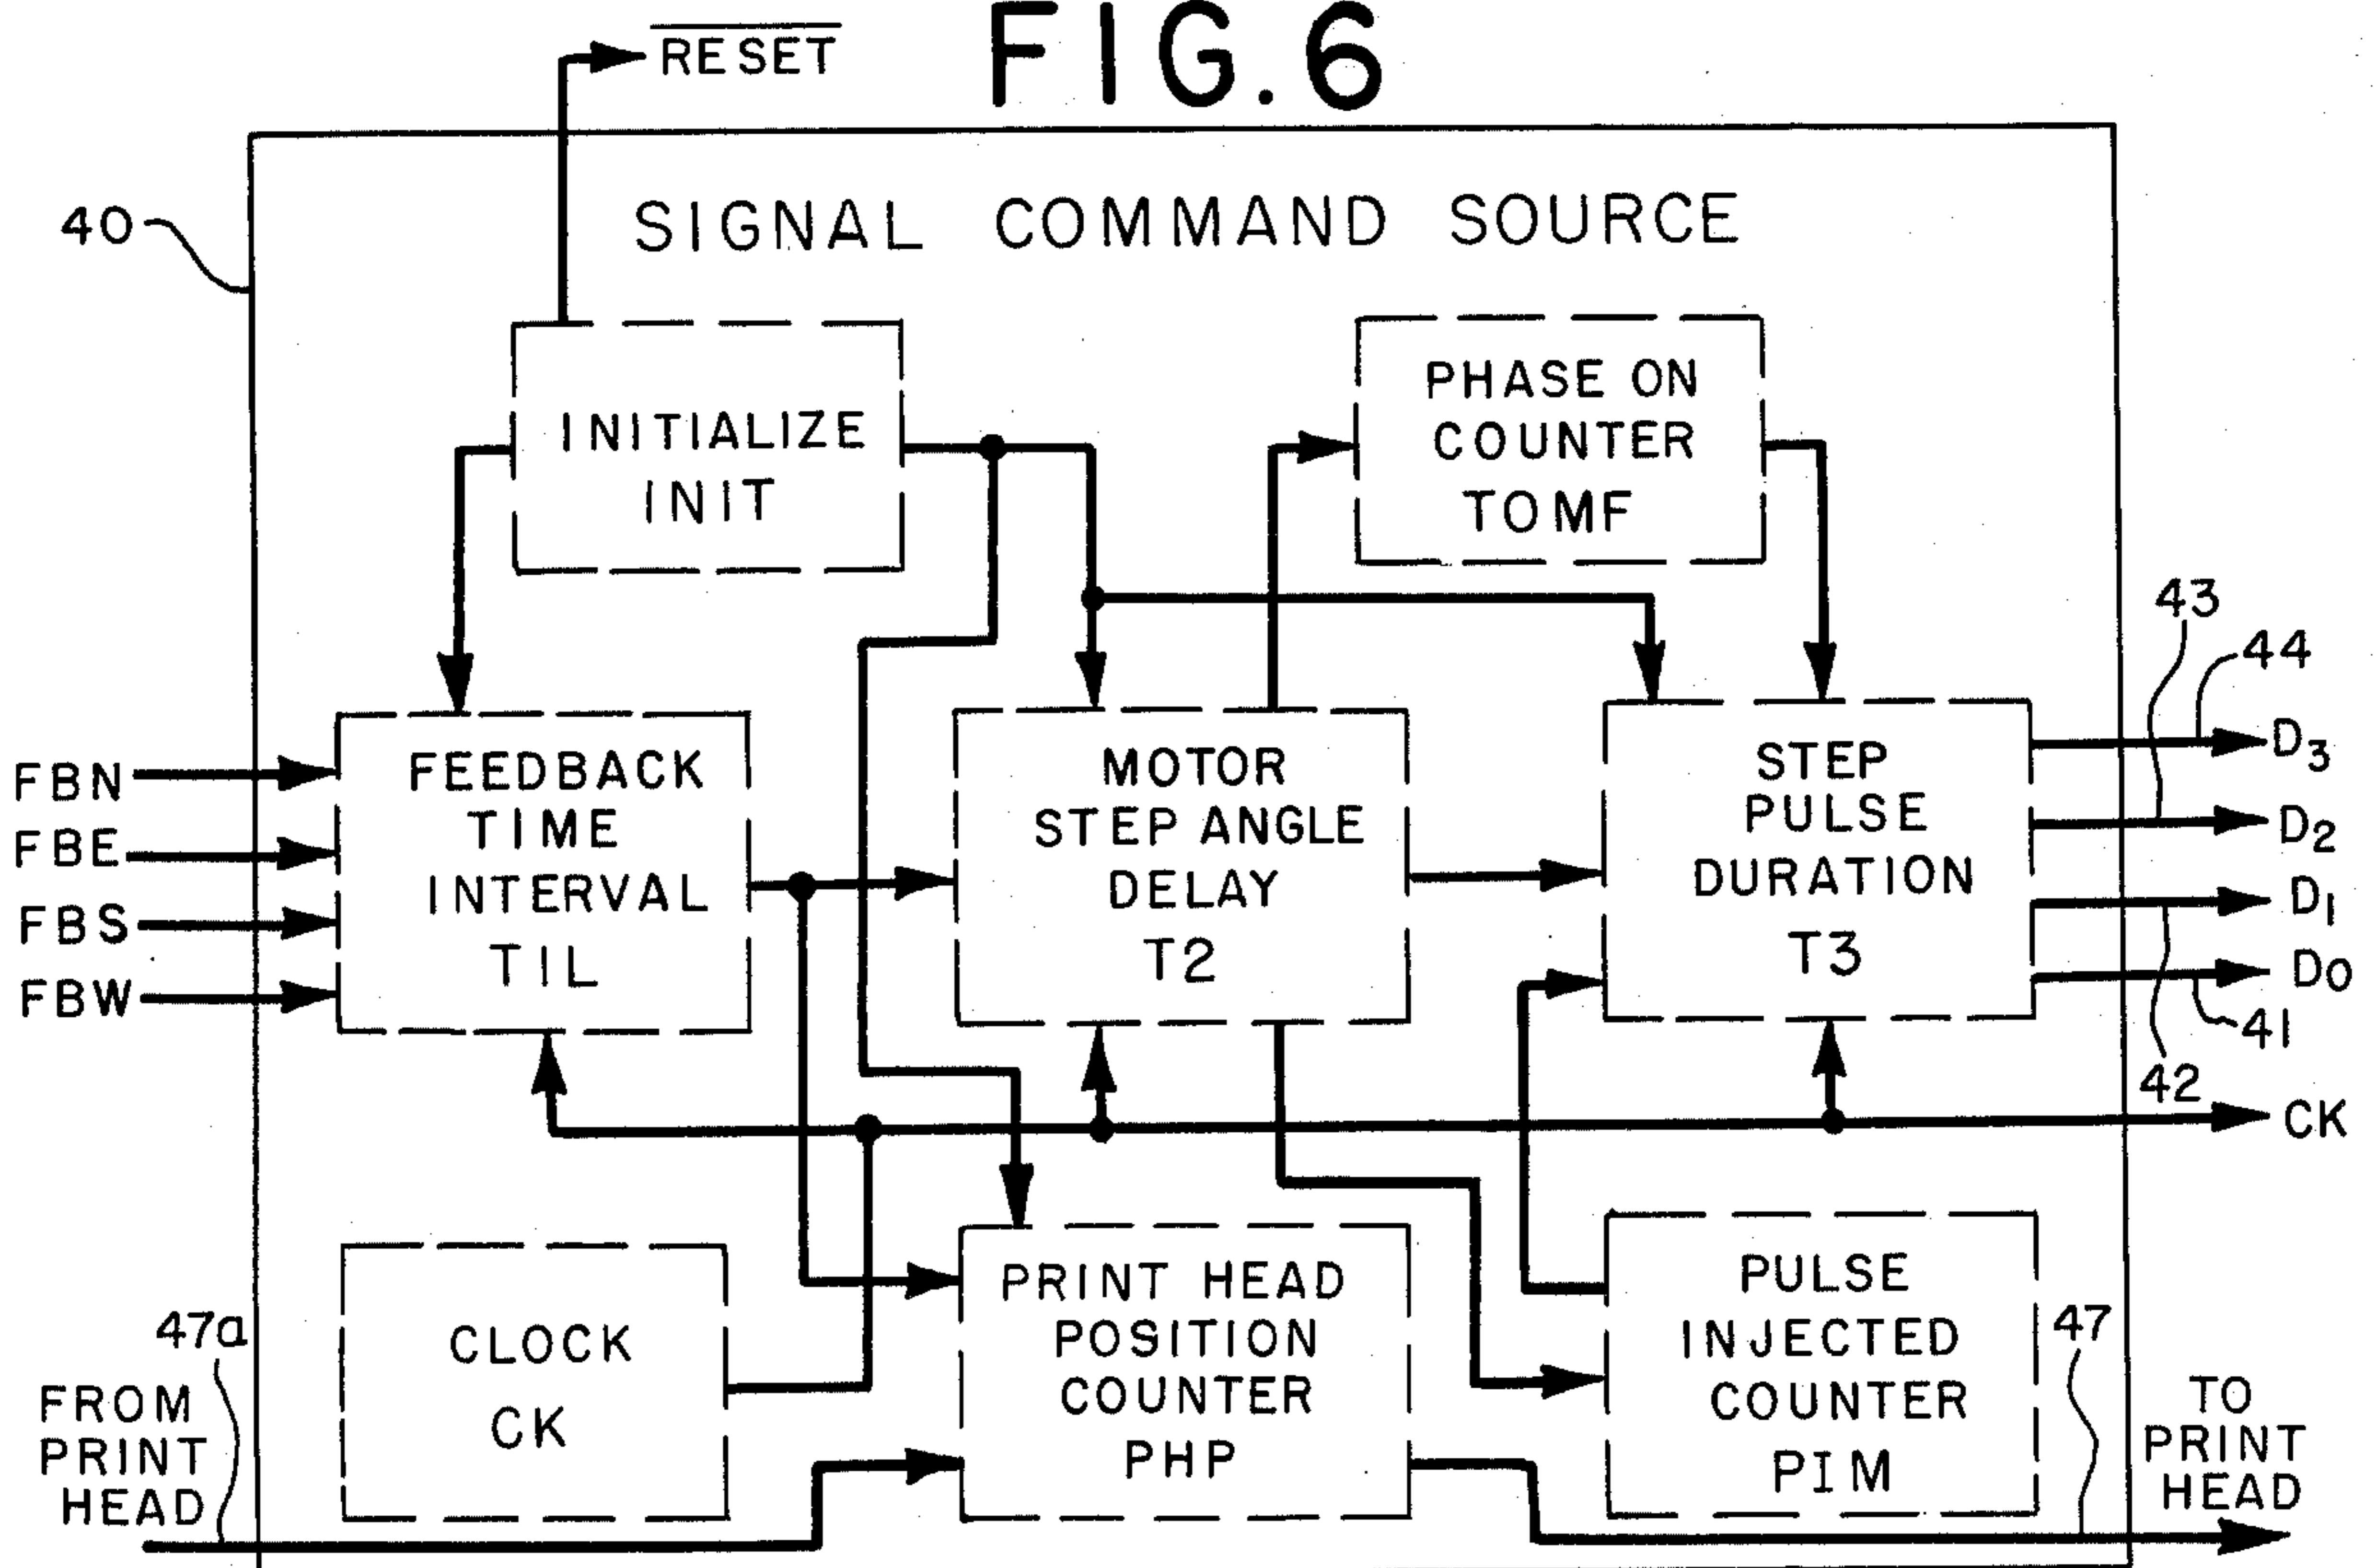 FIG. 6
RESET
SIGNAL COMMAND SOURCE
40
INITIALIZE
INIT
PHASE ON
COUNTER
TOMF
43
44
FBN
FBE
FBS
FBW
FEEDBACK
TIME
INTERVAL
TIL
MOTOR
STEP ANGLE
DELAY
T2
STEP
PULSE
DURATION
T3
D3
D2
D1
D0
41
42
CK
CLOCK
CK
PRINT HEAD
POSITION
COUNTER
PHP
PULSE
INJECTED
COUNTER
PIM
47a
FROM
PRINT
HEAD
47
TO
PRINT
HEAD